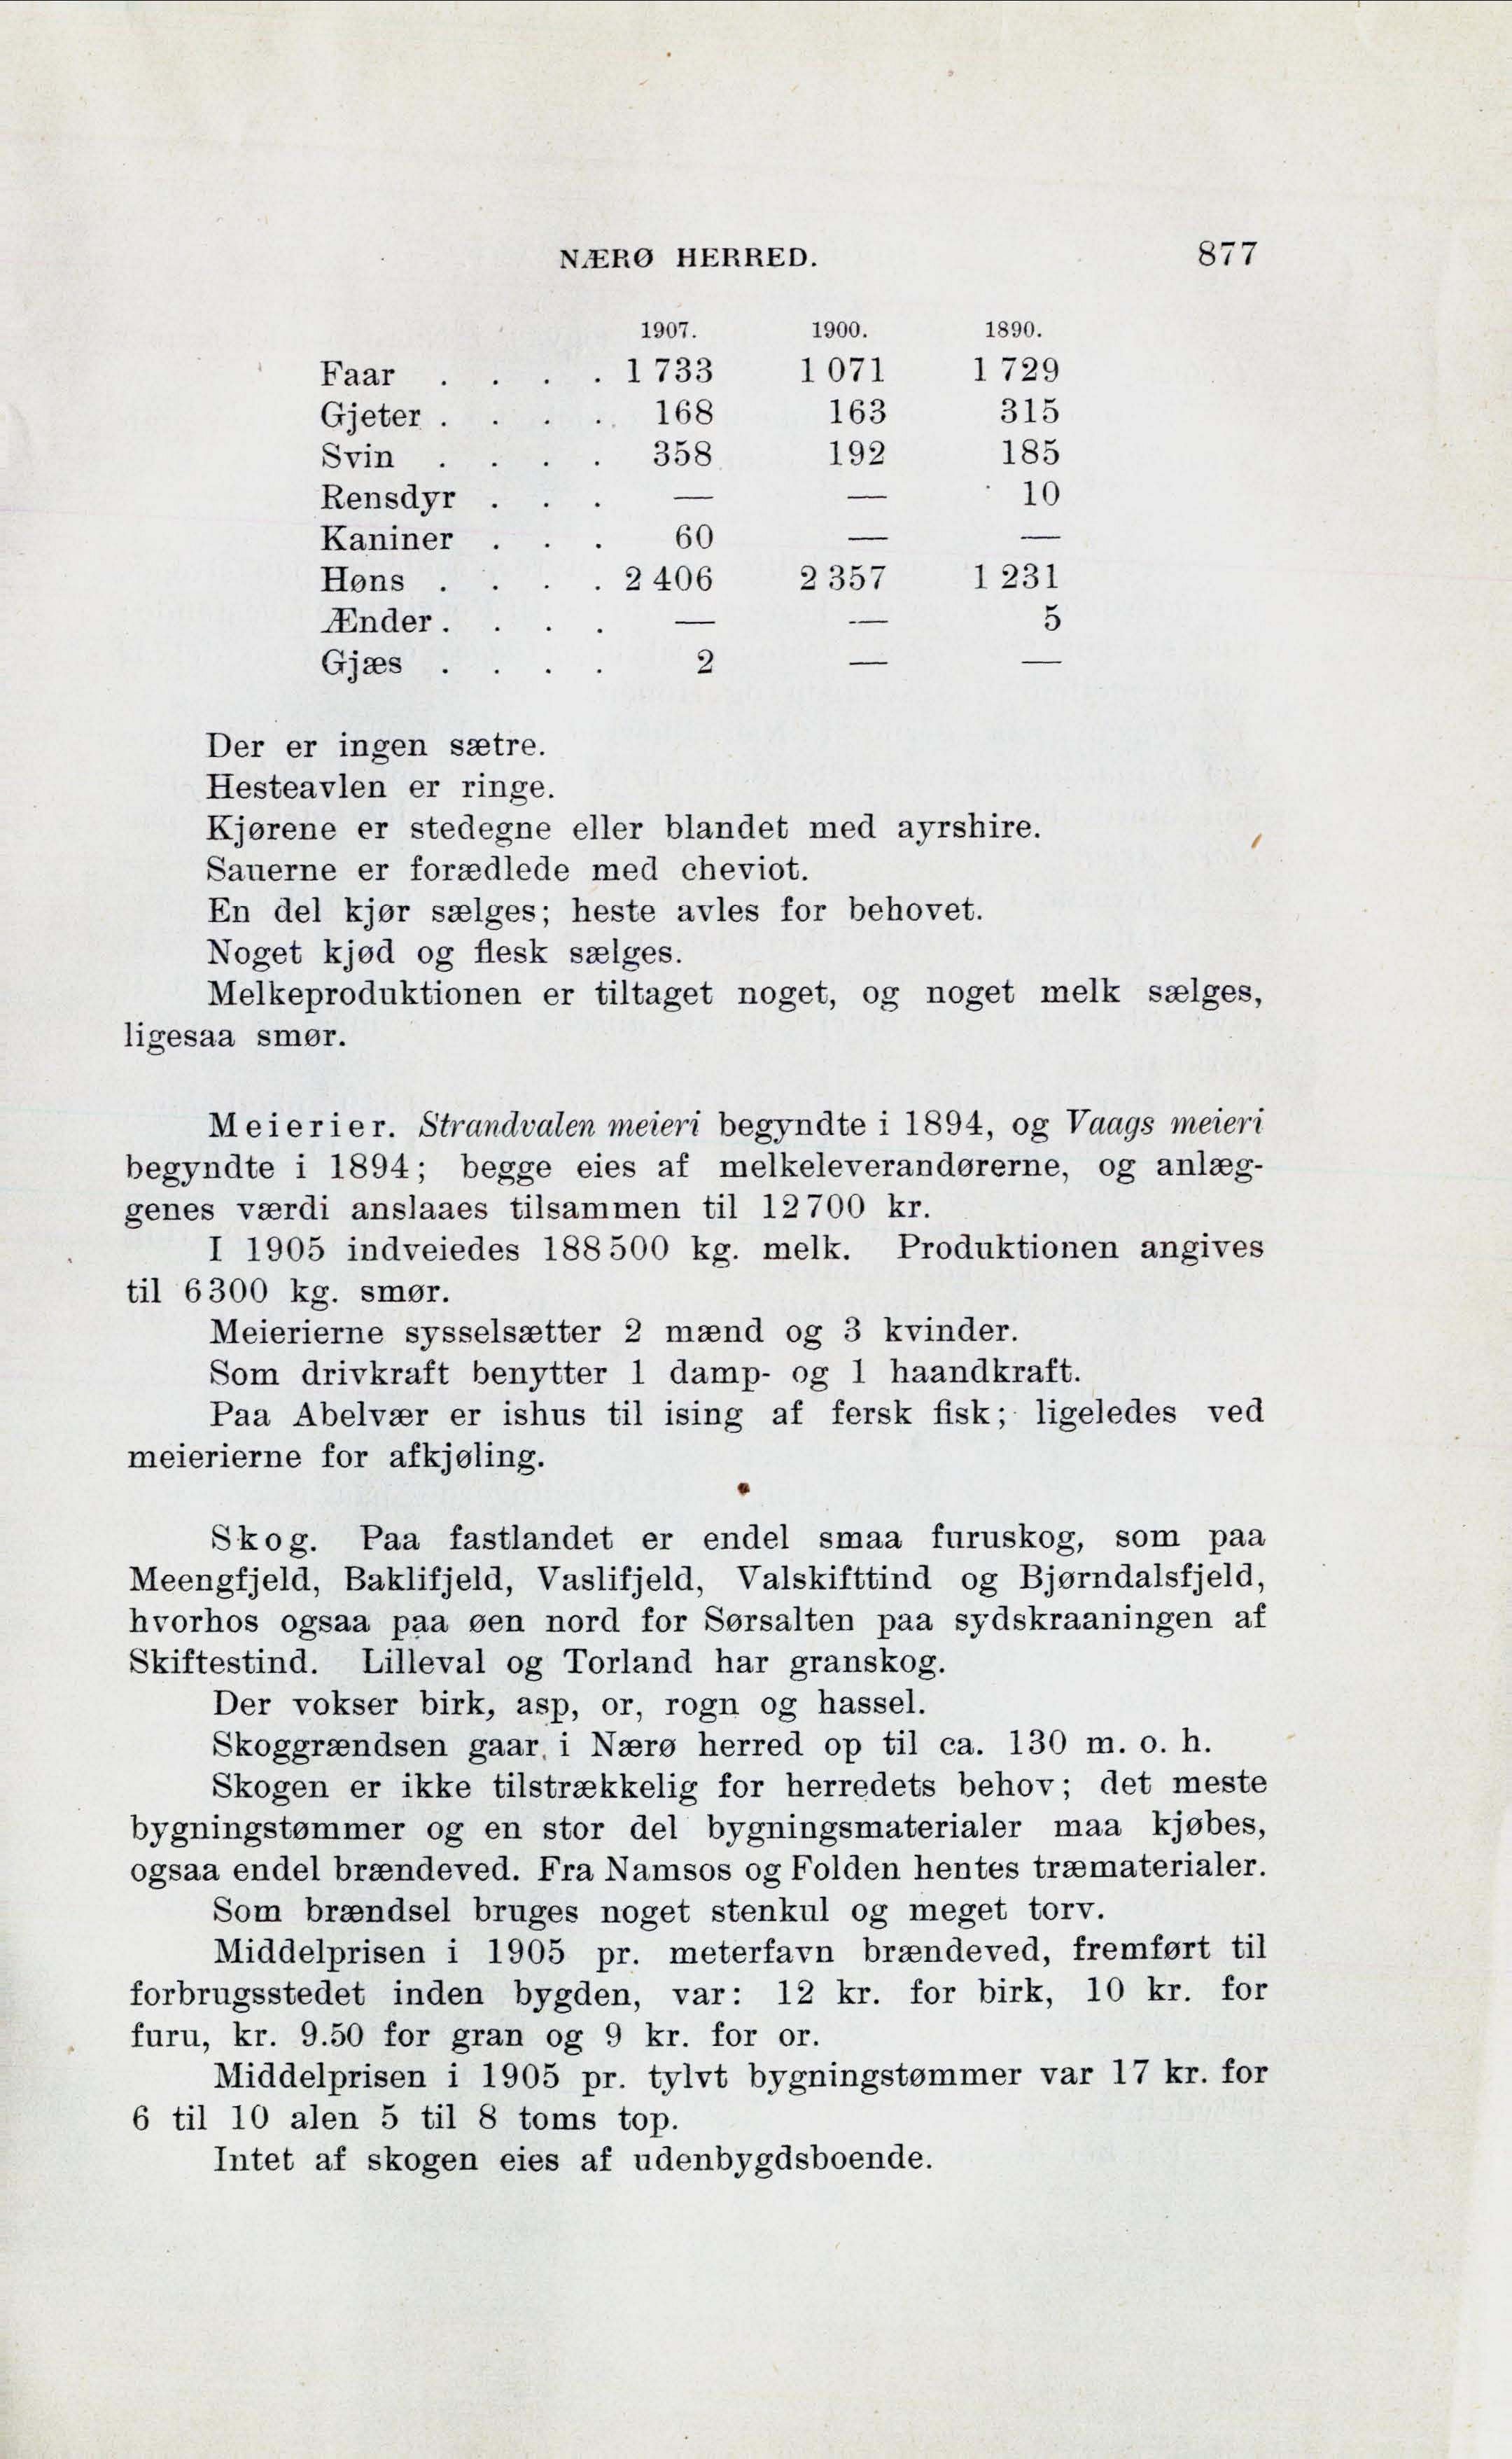 NÆRØ HERRED. 877
1907. 1900. 1890.
Faar . . . . 1 733 1 071 1 729
Gjeter . . . . 168 163 315
Svin . . . . 358 192 185
Rensdyr . . . — — 10
Kaniner . . . 60 — —
Høns . . . . 2 406 2 357 1 231
Ænder . . . . — — 5
Gjæs . . . . 2 — —
Der er ingen sætre.
Hesteavlen er ringe.
Kjørene er stedegne eller blandet med ayrshire.
Sauerne er forædlede med cheviot.
En del kjør sælges; heste avles for behovet.
Noget kjød og flesk sælges.
Melkeproduktionen er tiltaget noget, og noget melk sælges,
ligesaa smør.
Meierier. Strandvalen meieri begyndte i 1894, og Vaags meieri
begyndte i 1894; begge eies af melkeleverandørerne, og anlæg-
genes værdi anslaaes tilsammen til 12 700 kr.
I 1905 indveiedes 188 500 kg. melk. Produktionen angives
til 6 300 kg. smør.
Meierierne sysselsætter 2 mænd og 3 kvinder.
Som drivkraft benytter 1 damp- og 1 haandkraft.
Paa Abelvær er ishus til ising af fersk fisk; ligeledes ved
meierierne for afkjøling.
Skog. Paa fastlandet er endel smaa furuskog, som paa
Meengfjeld, Baklifjeld, Vaslifjeld, Valskifttind og Bjørndalsfjeld,
hvorhos ogsaa paa øen nord for Sørsalten paa sydskraaningen af
Skiftestind. Lilleval og Torland har granskog.
Der vokser birk, asp, or, rogn og hassel.
Skoggrændsen gaar i Nærø herred op til ca. 130 m. o. h.
Skogen er ikke tilstrækkelig for herredets behov; det meste
bygningstømmer og en stor del bygningsmaterialer maa kjøbes,
ogsaa endel brændeved. Fra Namsos og Folden hentes træmaterialer.
Som brændsel bruges noget stenkul og meget torv.
Middelprisen i 1905 pr. meterfavn brændeved, fremført til
forbrugsstedet inden bygden, var: 12 kr. for birk, 10 kr. for
furu, kr. 9.50 for gran og 9 kr. for or.
Middelprisen i 1905 pr. tylvt bygningstømmer var 17 kr. for
6 til 10 alen 5 til 8 toms top.
Intet af skogen eies af udenbygdsboende.